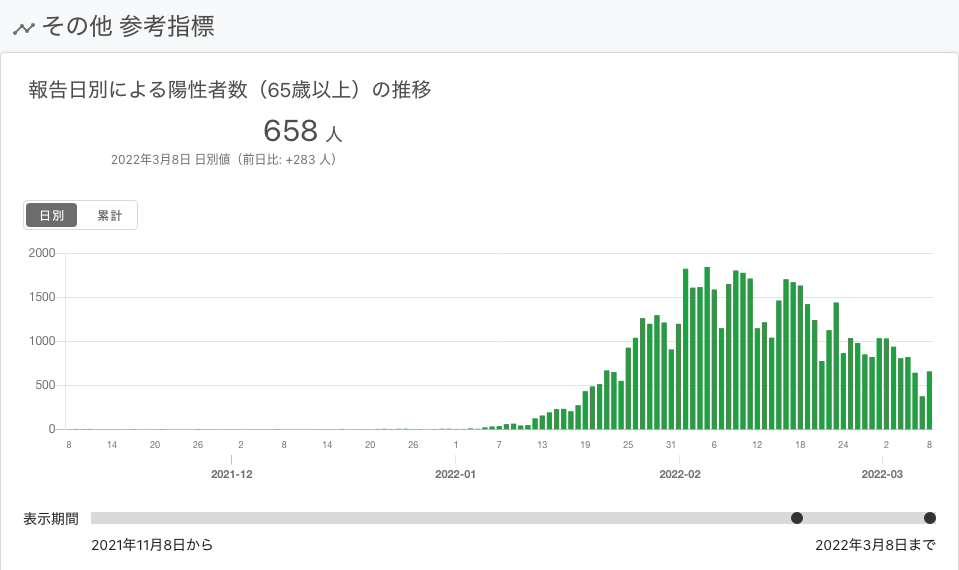 その他 参考指標
報告日別による陽性者数（65歳以上）の推移
658 人
2022年3月8日 日別値（前日比: +283 人）
日別 累計
2000
1500
1000
500
0
8 14 20 26 2 8 14 20 26 1 7 13 19 25 31 6 12 18 24 2 8
2021-12 2022-01 2022-02 2022-03
表示期間
2021年11月8日から 2022年3月8日まで